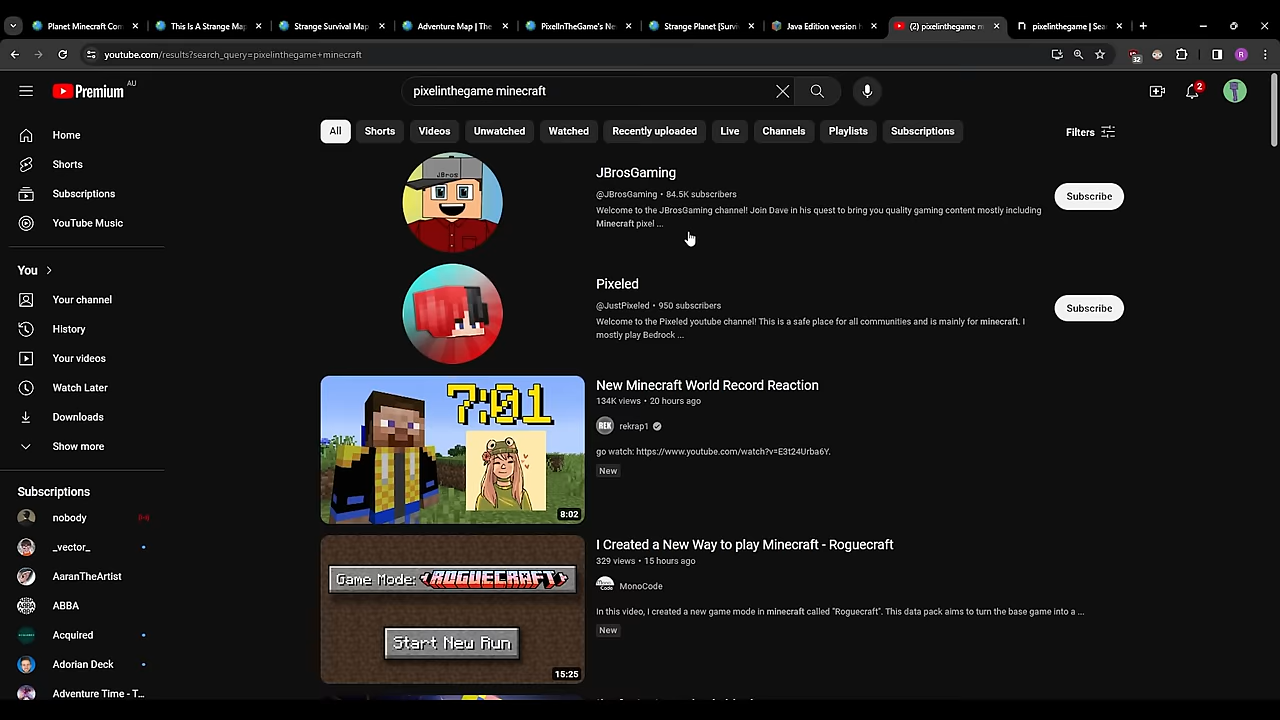 Planet Minecraft Com
This Is A Strange Map
Strange Survival Map
Adventure Map | The
PixelInTheGame's Ne
Strange Planet [Surviv
Java Edition version H
(2) pixelinthegame m
pixelinthegame | Sea
youtube.com/results?search_query=pixelinthegame+minecraft
32
R
Premium AU
pixelinthegame minecraft
2
All
Shorts
Videos
Unwatched
Watched
Recently uploaded
Live
Channels
Playlists
Subscriptions
Filters
Home
Shorts
Subscriptions
YouTube Music
You
Your channel
History
Your videos
Watch Later
Downloads
Show more
Subscriptions
nobody
_vector_
AaranTheArtist
ABBA
Acquired
Adorian Deck
Adventure Time - T...
JBros
JBrosGaming
@JBrosGaming • 84.5K subscribers
Welcome to the JBrosGaming channel! Join Dave in his quest to bring you quality gaming content mostly including
Minecraft pixel ...
Subscribe
Pixeled
@JustPixeled • 950 subscribers
Welcome to the Pixeled youtube channel! This is a safe place for all communities and is mainly for minecraft. I
mostly play Bedrock ...
Subscribe
7:01
8:02
New Minecraft World Record Reaction
134K views • 20 hours ago
REK
rekrap1
go watch: https://www.youtube.com/watch?v=E3t24Urba6Y.
New
Game Mode: ROGUECRAFT
Start New Run
15:25
I Created a New Way to play Minecraft - Roguecraft
329 views • 15 hours ago
MonoCode
In this video, I created a new game mode in minecraft called "Roguecraft". This data pack aims to turn the base game into a ...
New